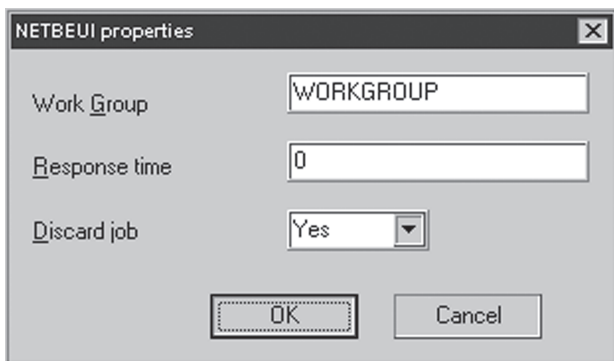 NETBEUI properties
Work Group WORKGROUP
Response time 0
Discard job Yes
OK Cancel